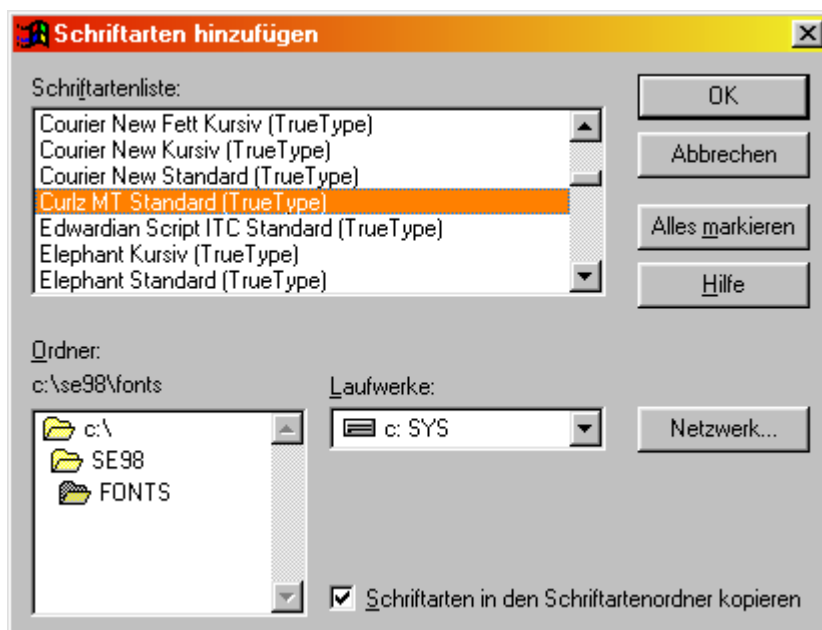 Schriftarten hinzufügen
Schriftartenliste:
Courier New Fett Kursiv (TrueType)
Courier New Kursiv (TrueType)
Courier New Standard (TrueType)
Curlz MT Standard (TrueType)
Edwardian Script ITC Standard (TrueType)
Elephant Kursiv (TrueType)
Elephant Standard (TrueType)
OK
Abbrechen
Alles markieren
Hilfe
Ordner:
c:\se98\fonts
c:\
SE98
FONTS
Laufwerke:
c: SYS
Netzwerk...
Schriftarten in den Schriftartenordner kopieren